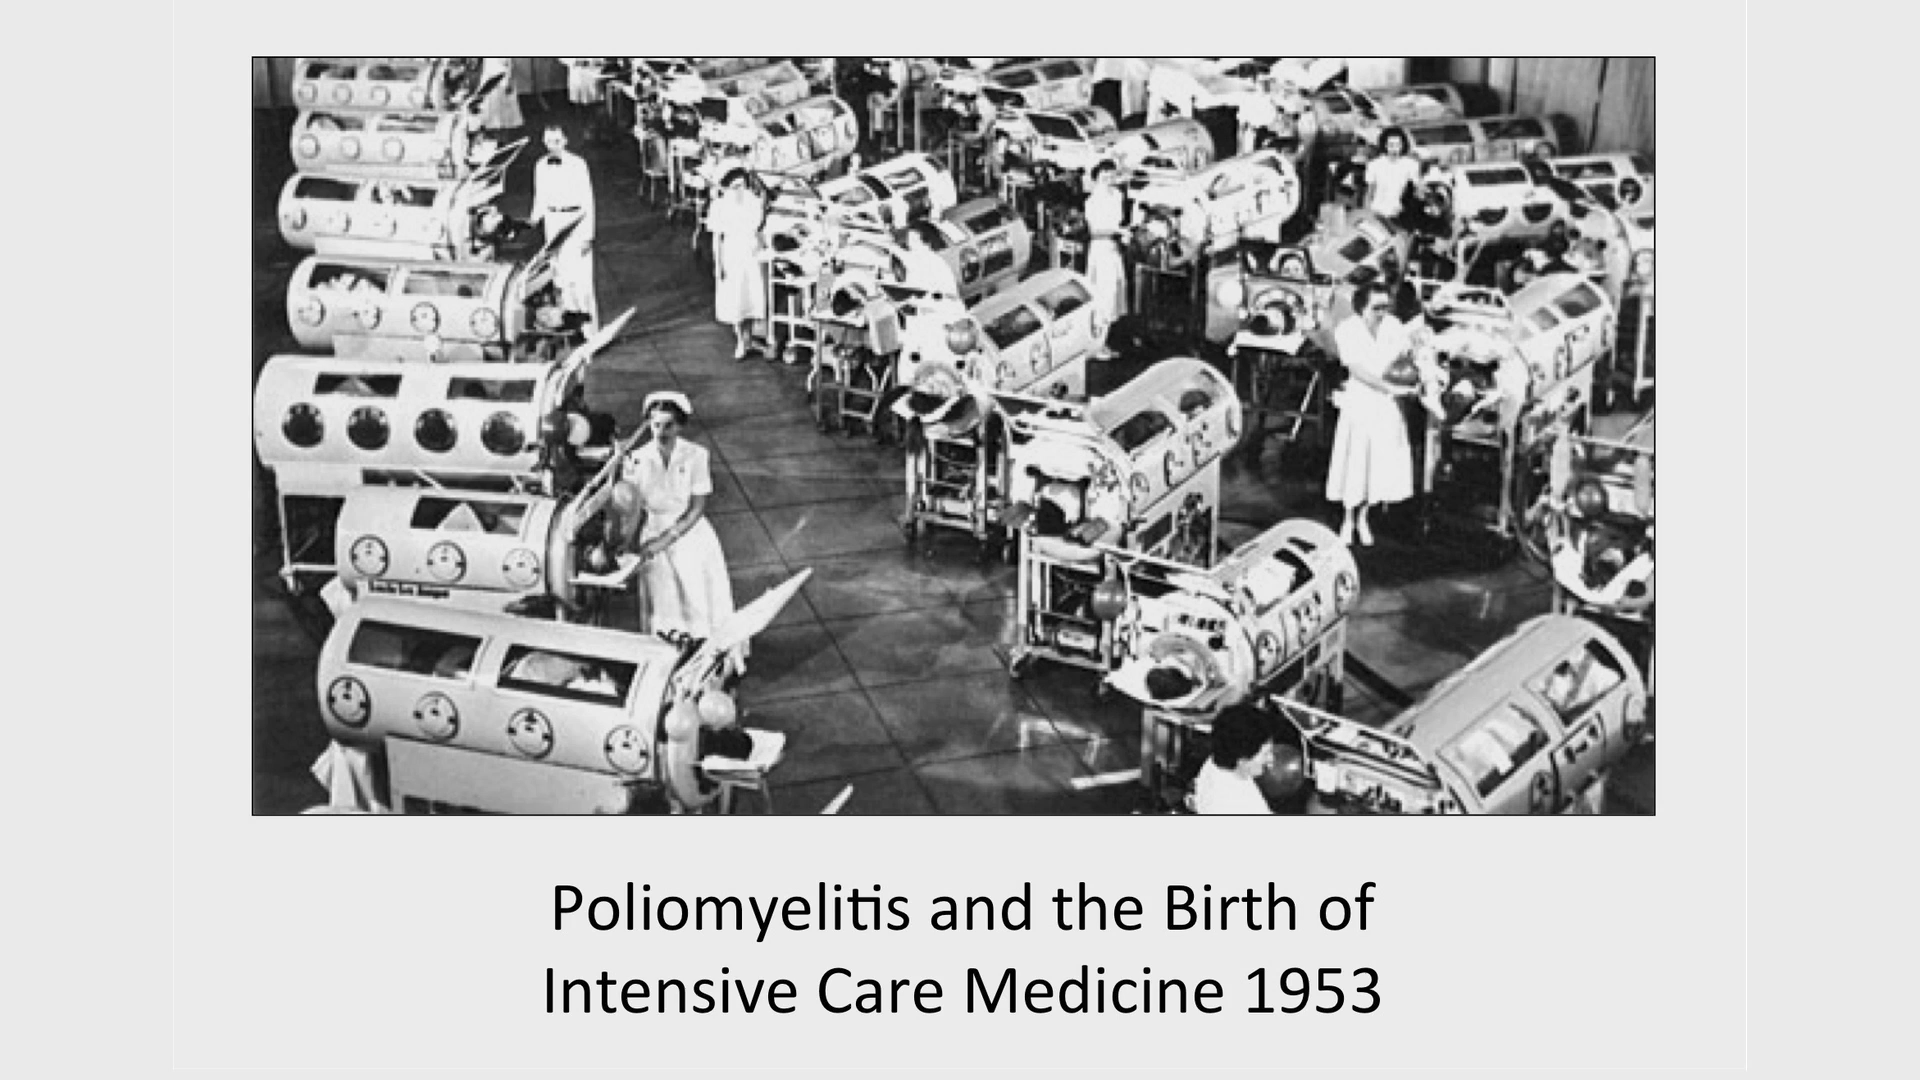 Poliomyelitis and the Birth of
Intensive Care Medicine 1953